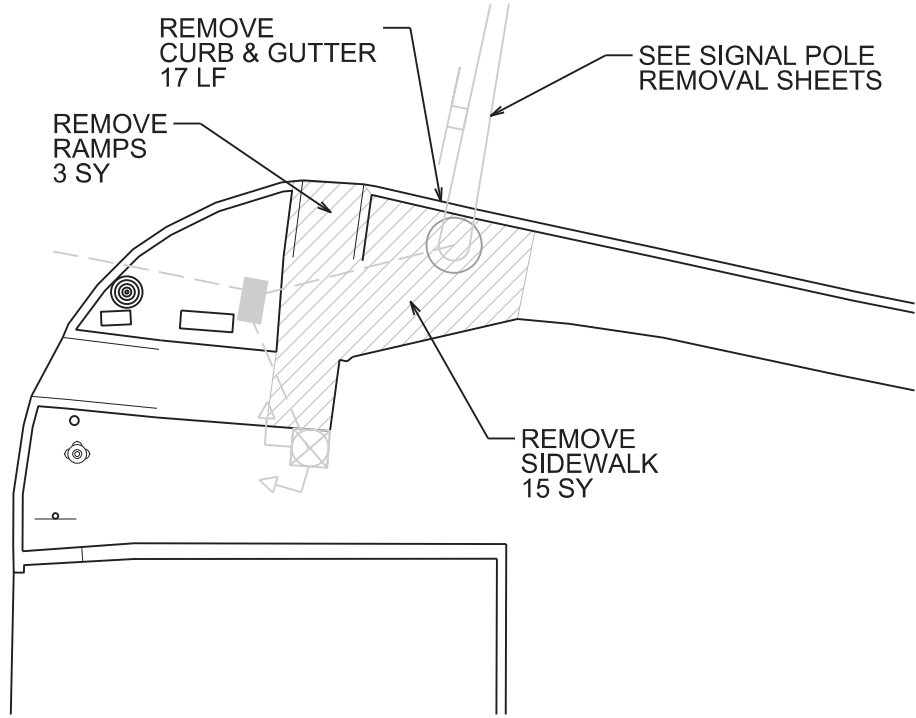 REMOVE
CURB & GUTTER
17 LF
SEE SIGNAL POLE
REMOVAL SHEETS
REMOVE
RAMPS
3 SY
REMOVE
SIDEWALK
15 SY